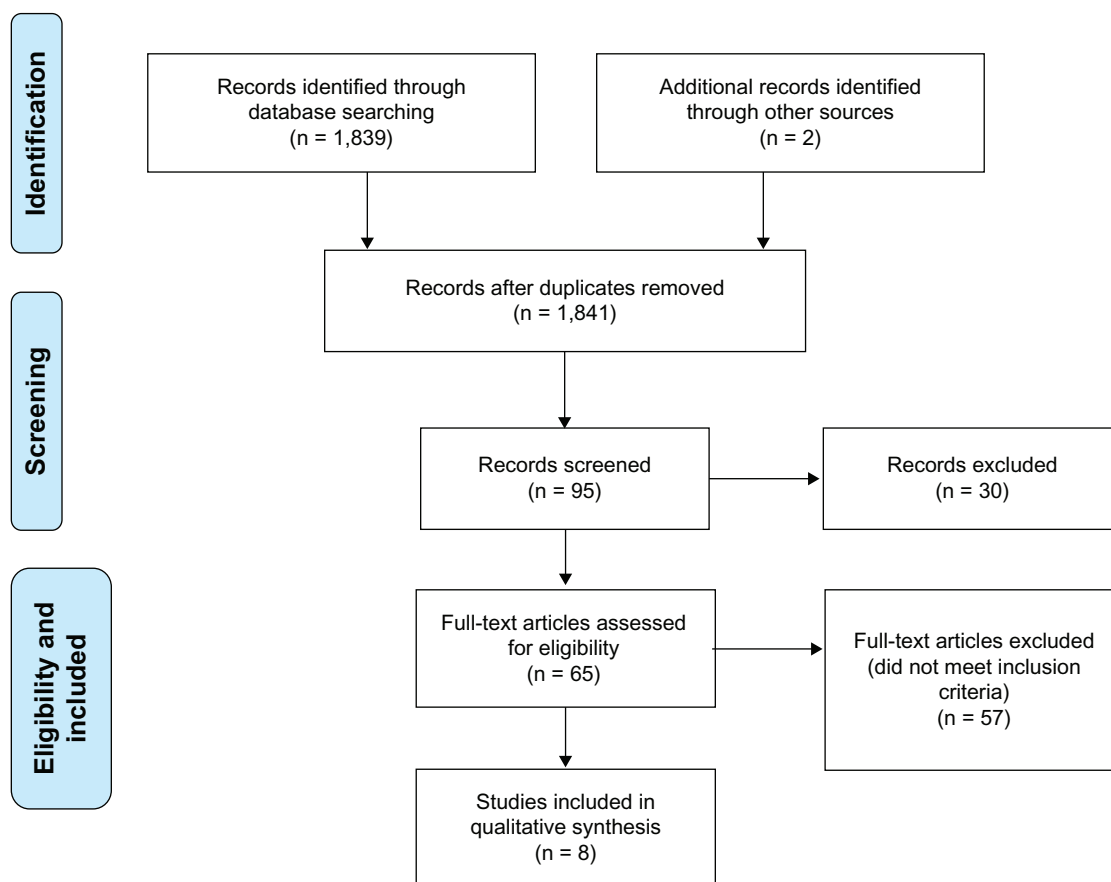 Identification
Records identified through
database searching
(n = 1,839)
Additional records identified
through other sources
(n = 2)
Records after duplicates removed
(n = 1,841)
Screening
Records screened
(n = 95)
Records excluded
(n = 30)
Eligibility and
included
Full-text articles assessed
for eligibility
(n = 65)
Full-text articles excluded
(did not meet inclusion
criteria)
(n = 57)
Studies included in
qualitative synthesis
(n = 8)